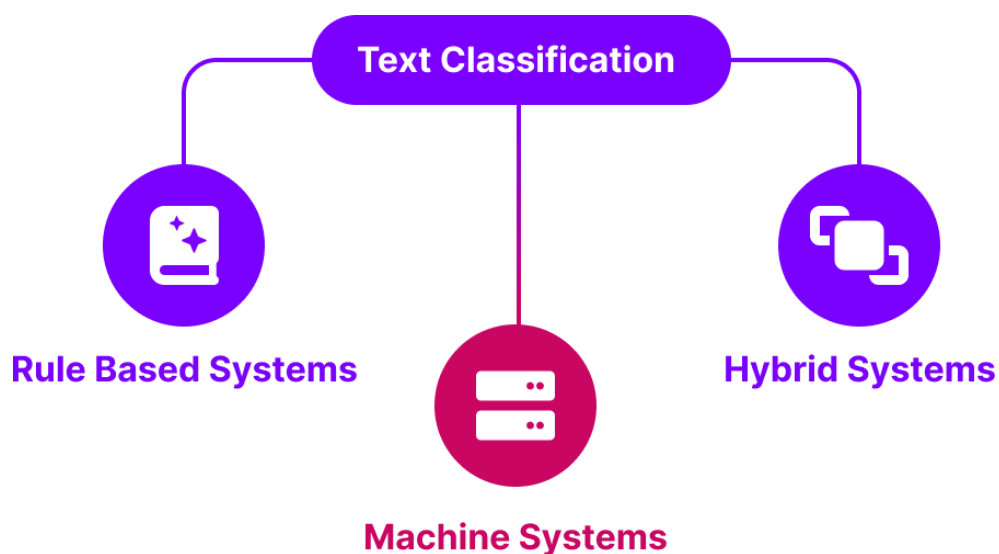 Text Classification
Rule Based Systems
Hybrid Systems
Machine Systems